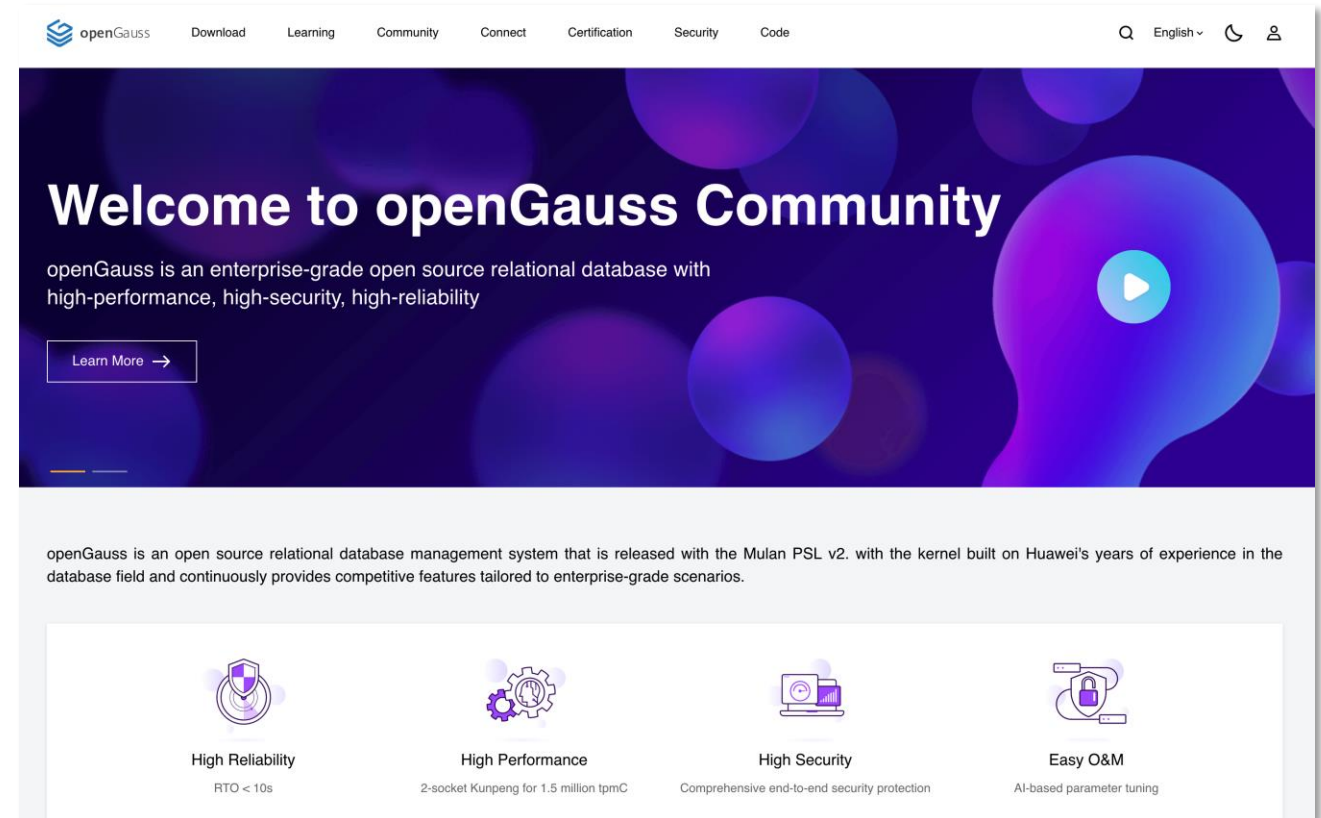 openGauss Download Learning Community Connect Certification Security Code English
Welcome to openGauss Community
openGauss is an enterprise-grade open source relational database with
high-performance, high-security, high-reliability
Learn More →
openGauss is an open source relational database management system that is released with the Mulan PSL v2. with the kernel built on Huawei's years of experience in the
database field and continuously provides competitive features tailored to enterprise-grade scenarios.
High Reliability High Performance High Security Easy O&M
RTO < 10s 2-socket Kunpeng for 1.5 million tpmC Comprehensive end-to-end security protection AI-based parameter tuning